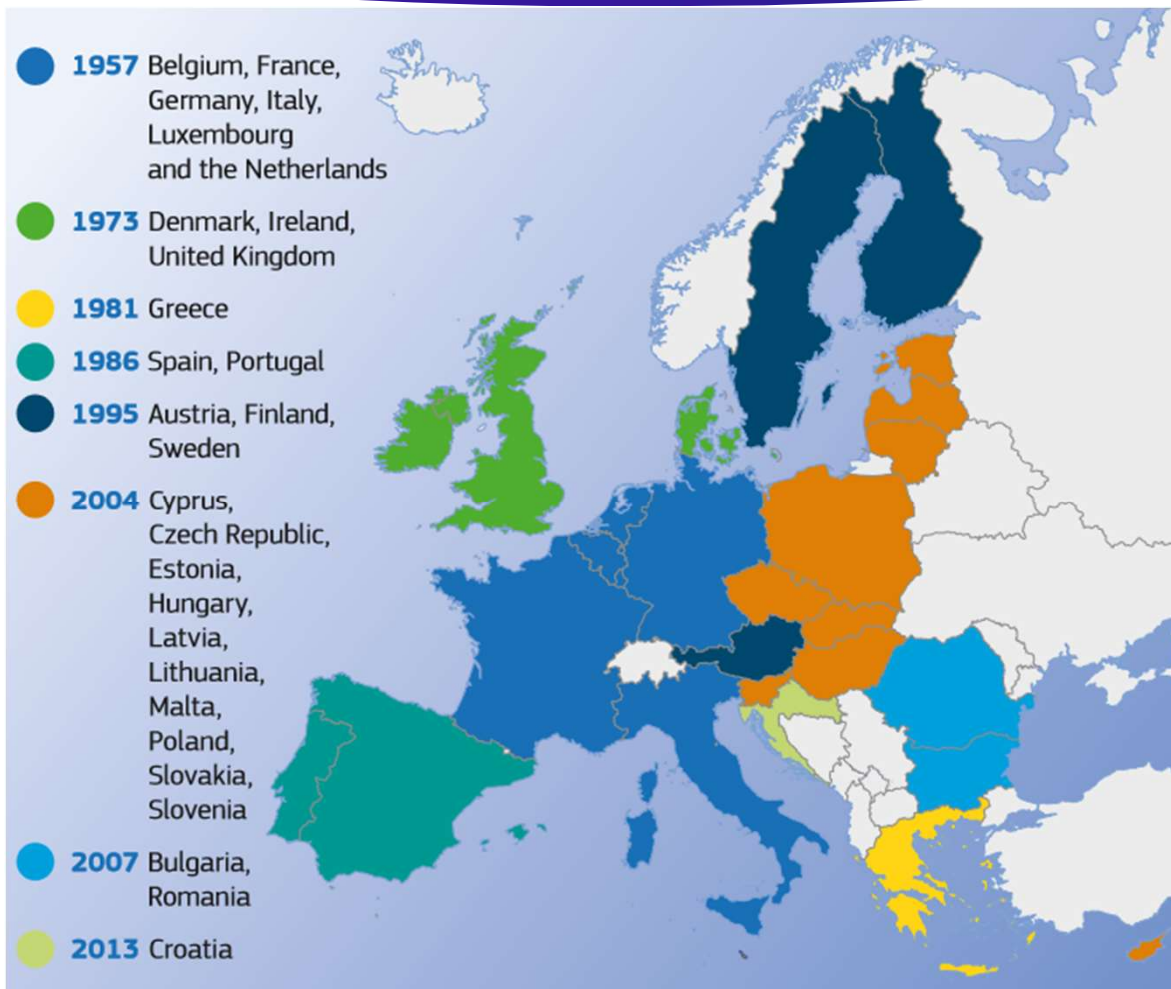 1957 Belgium, France,
Germany, Italy,
Luxembourg
and the Netherlands
1973 Denmark, Ireland,
United Kingdom
1981 Greece
1986 Spain, Portugal
1995 Austria, Finland,
Sweden
2004 Cyprus,
Czech Republic,
Estonia,
Hungary,
Latvia,
Lithuania,
Malta,
Poland,
Slovakia,
Slovenia
2007 Bulgaria,
Romania
2013 Croatia